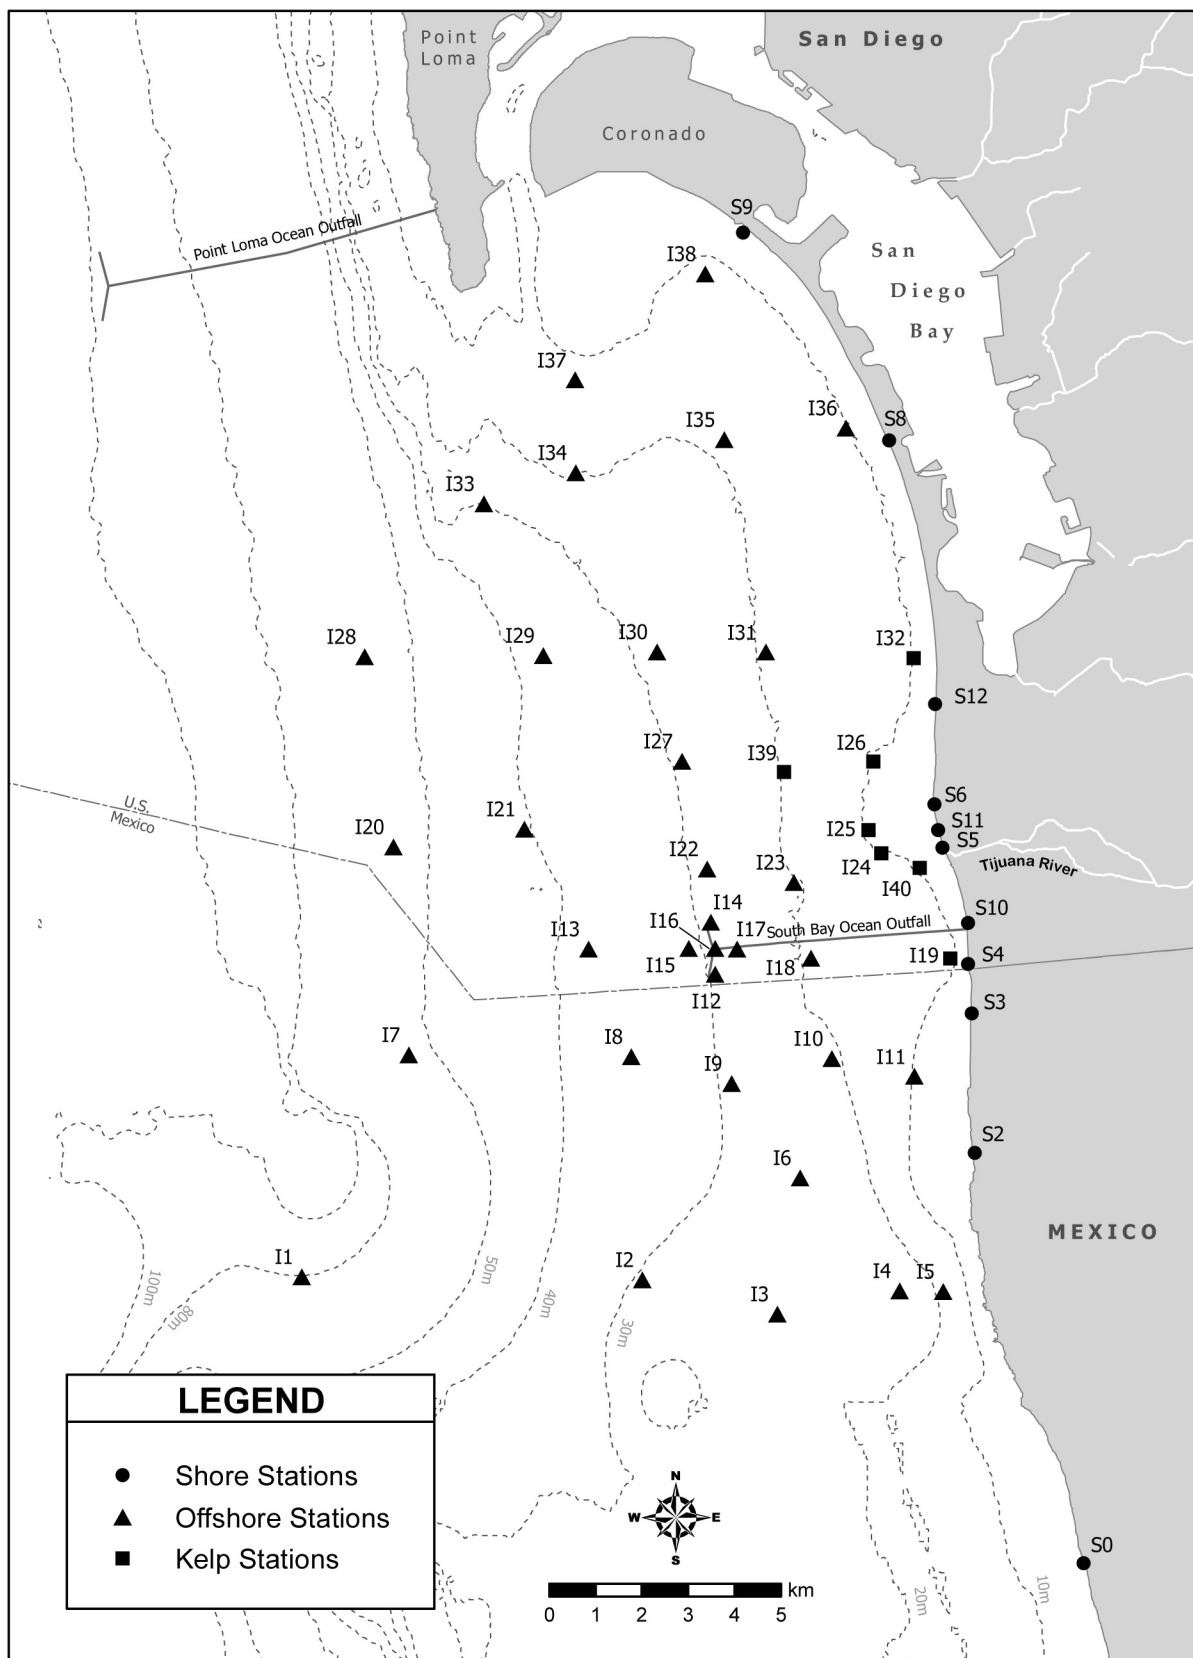 Point
Loma
San Diego
Coronado
S9
Point Loma Ocean Outfall
I38
San
Diego
Bay
I37
I36
I35
S8
I34
I33
I28
I29
I30
I31
I32
S12
I27
I39
I26
U.S.
Mexico
I20
I21
S6
I25
S11
S5
I22
I23
I24
I40
Tijuana River
I14
I13
I16
I17
South Bay Ocean Outfall
S10
I15
I18
I19
S4
I12
S3
I7
I8
I9
I10
I11
S2
I6
MEXICO
I1
I2
I3
I4
I5
100m
80m
50m
40m
30m
LEGEND
Shore Stations
Offshore Stations
Kelp Stations
N
W
E
S
km
0 1 2 3 4 5
S0
20m
10m